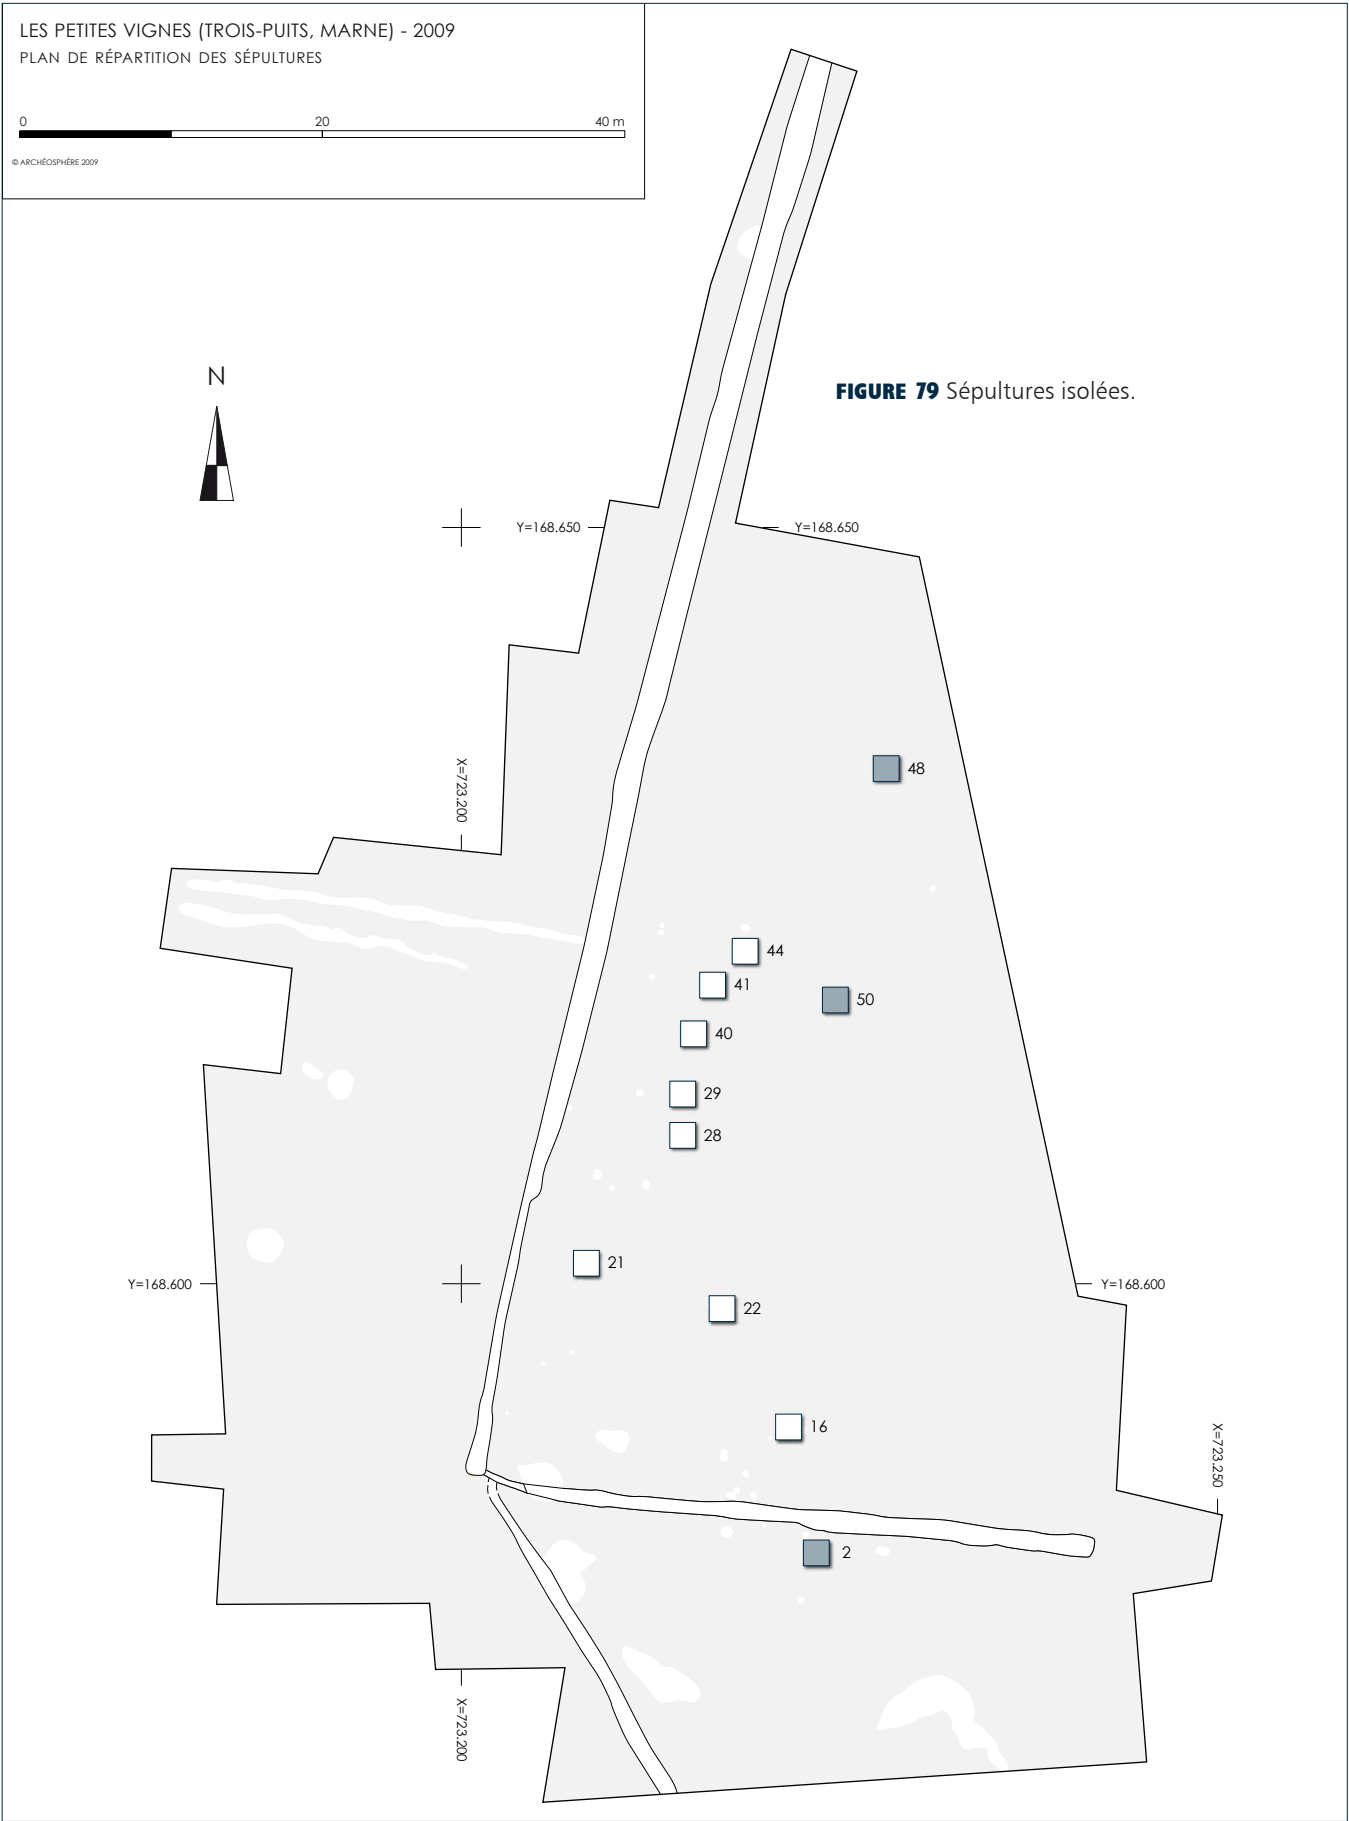 LES PETITES VIGNES (TROIS-PUITS, MARNE) - 2009
PLAN DE RÉPARTITION DES SÉPULTURES
0 20 40 m
© ARCHÉOSPHÈRE 2009
N
FIGURE 79 Sépultures isolées.
Y=168.650 Y=168.650
X=723.200
48
44
41
50
40
29
28
21
Y=168.600 Y=168.600
22
16
X=723.250
2
X=723.200